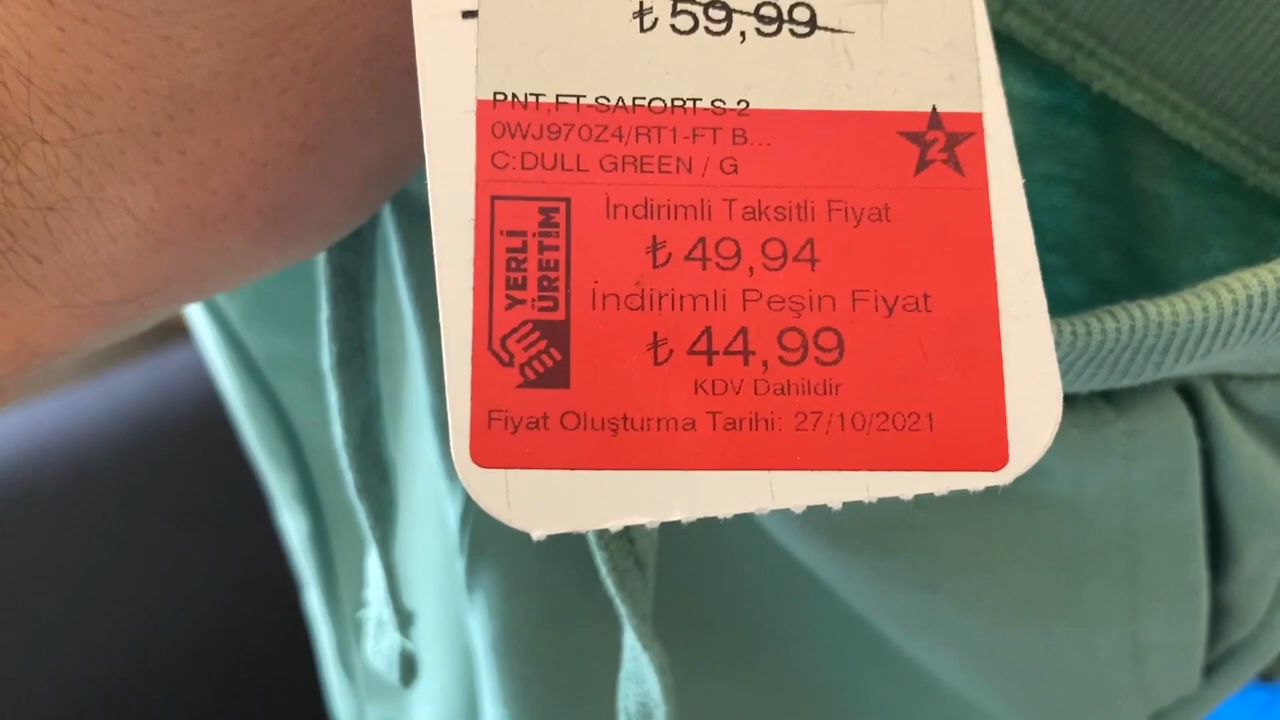 ₺59,99
PNT,FT-SAFORT-S-2
0WJ970Z4/RT1-FT B...
C:DULL GREEN / G
2
YERLİ
ÜRETİM
İndirimli Taksitli Fiyat
₺49,94
İndirimli Peşin Fiyat
₺44,99
KDV Dahildir
Fiyat Oluşturma Tarihi: 27/10/2021